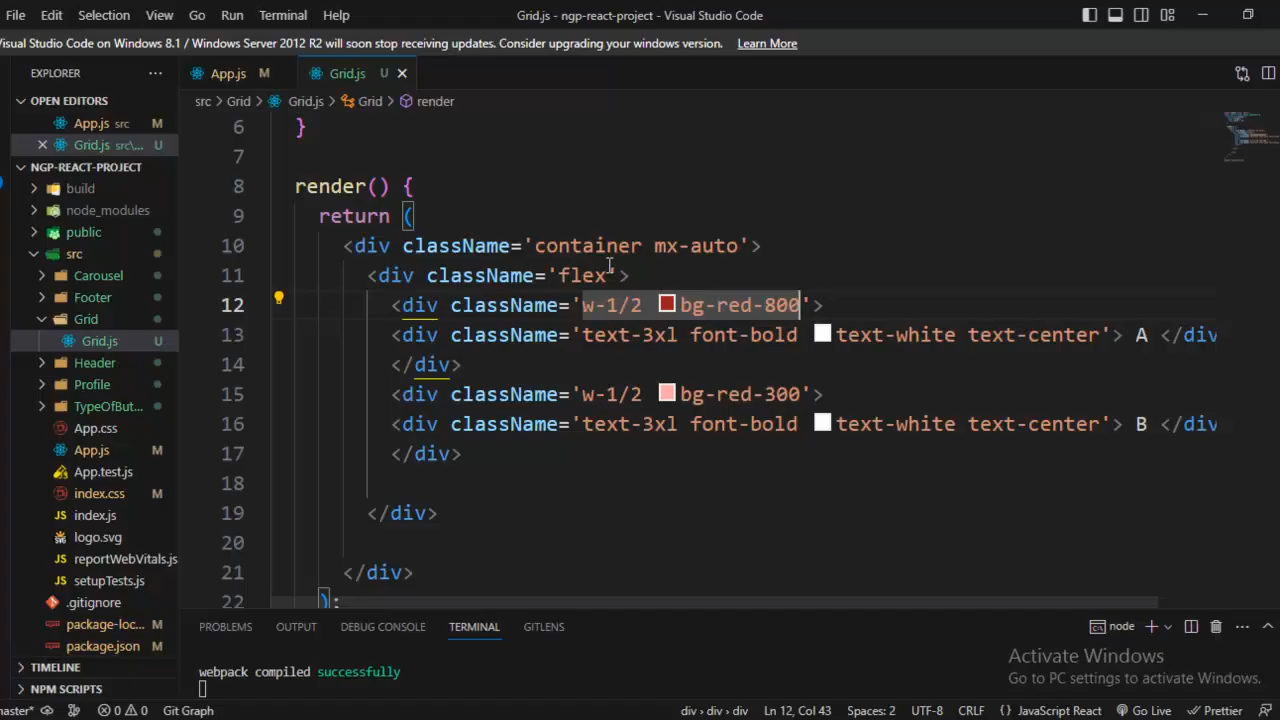 File Edit Selection View Go Run Terminal Help Grid.js - ngp-react-project - Visual Studio Code
Visual Studio Code on Windows 8.1 / Windows Server 2012 R2 will soon stop receiving updates. Consider upgrading your windows version. Learn More
EXPLORER ... App.js M Grid.js U
OPEN EDITORS
App.js src M
Grid.js src\... U
NGP-REACT-PROJECT
build
node_modules
public
src
Carousel
Footer
Grid
Grid.js U
Header
Profile
TypeOfBut...
App.css
App.js M
App.test.js
index.css M
index.js
logo.svg
reportWebVitals.js
setupTests.js
.gitignore
package-loc...
package.json
TIMELINE
NPM SCRIPTS
src > Grid > Grid.js > Grid > render
6 }
7
8 render() {
9 return (
10 <div className='container mx-auto'>
11 <div className='flex'>
12 <div className='w-1/2 bg-red-800'>
13 <div className='text-3xl font-bold text-white text-center'> A </div
14 </div>
15 <div className='w-1/2 bg-red-300'>
16 <div className='text-3xl font-bold text-white text-center'> B </div
17 </div>
18
19 </div>
20
21 </div>
22 );
PROBLEMS OUTPUT DEBUG CONSOLE TERMINAL GITLENS node
webpack compiled successfully
Activate Windows
Go to PC settings to activate Windows.
master* 0 0 Git Graph div > div > div Ln 12, Col 43 Spaces: 2 UTF-8 CRLF { } JavaScript React Go Live Prettier